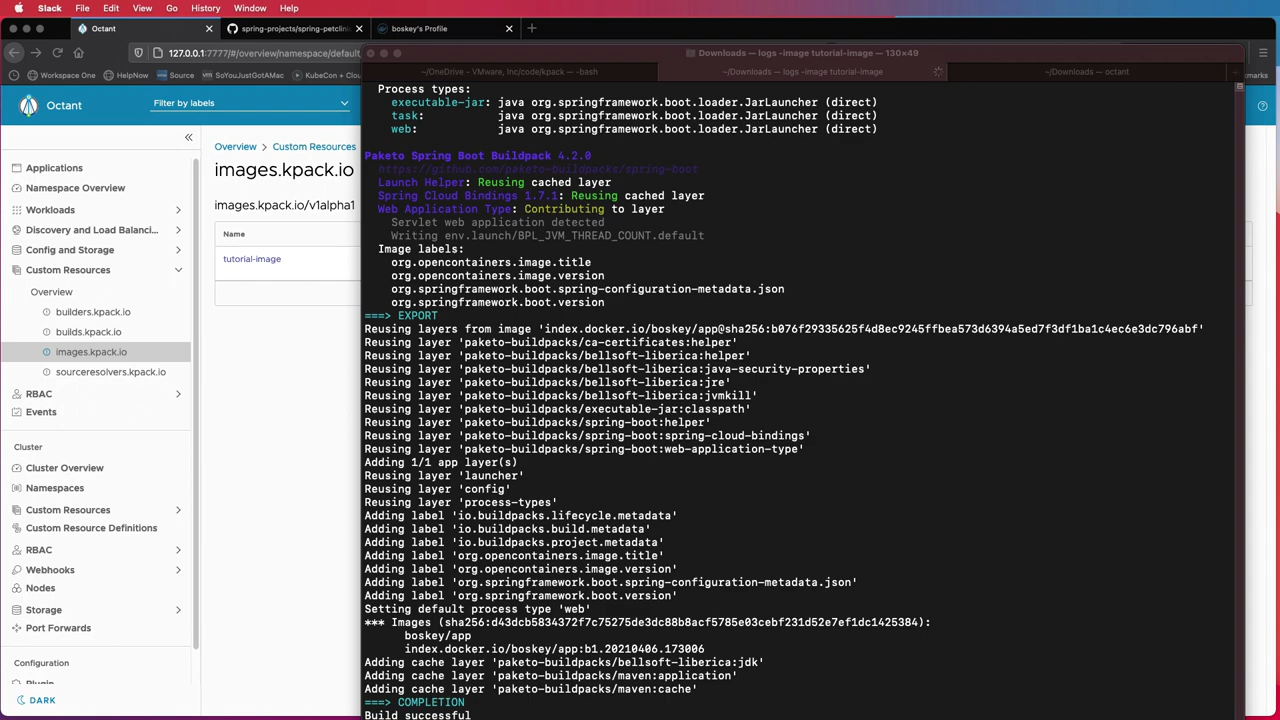 Slack File Edit View Go History Window Help
Octant
spring-projects/spring-petclini
boskey's Profile
127.0.0.1:7777/#/overview/namespace/default
Workspace One HelpNow Source SoYouJustGotAMac KubeCon + Clou
kmarks
Downloads — logs -image tutorial-image — 130×49
~/OneDrive - VMware, Inc/code/kpack — -bash
~/Downloads — logs -image tutorial-image
~/Downloads — octant
Octant
Filter by labels
Applications
Namespace Overview
Workloads
Discovery and Load Balanci...
Config and Storage
Custom Resources
Overview
builders.kpack.io
builds.kpack.io
images.kpack.io
sourceresolvers.kpack.io
RBAC
Events
Cluster
Cluster Overview
Namespaces
Custom Resources
Custom Resource Definitions
RBAC
Webhooks
Nodes
Storage
Port Forwards
Configuration
Plugin
DARK
Overview Custom Resources
images.kpack.io
images.kpack.io/v1alpha1
Name
tutorial-image
Process types:
executable-jar: java org.springframework.boot.loader.JarLauncher (direct)
task: java org.springframework.boot.loader.JarLauncher (direct)
web: java org.springframework.boot.loader.JarLauncher (direct)
Paketo Spring Boot Buildpack 4.2.0
https://github.com/paketo-buildpacks/spring-boot
Launch Helper: Reusing cached layer
Spring Cloud Bindings 1.7.1: Reusing cached layer
Web Application Type: Contributing to layer
Servlet web application detected
Writing env.launch/BPL_JVM_THREAD_COUNT.default
Image labels:
org.opencontainers.image.title
org.opencontainers.image.version
org.springframework.boot.spring-configuration-metadata.json
org.springframework.boot.version
===> EXPORT
Reusing layers from image 'index.docker.io/boskey/app@sha256:b076f29335625f4d8ec9245ffbea573d6394a5ed7f3df1ba1c4ec6e3dc796abf'
Reusing layer 'paketo-buildpacks/ca-certificates:helper'
Reusing layer 'paketo-buildpacks/bellsoft-liberica:helper'
Reusing layer 'paketo-buildpacks/bellsoft-liberica:java-security-properties'
Reusing layer 'paketo-buildpacks/bellsoft-liberica:jre'
Reusing layer 'paketo-buildpacks/bellsoft-liberica:jvmkill'
Reusing layer 'paketo-buildpacks/executable-jar:classpath'
Reusing layer 'paketo-buildpacks/spring-boot:helper'
Reusing layer 'paketo-buildpacks/spring-boot:spring-cloud-bindings'
Reusing layer 'paketo-buildpacks/spring-boot:web-application-type'
Adding 1/1 app layer(s)
Reusing layer 'launcher'
Reusing layer 'config'
Reusing layer 'process-types'
Adding label 'io.buildpacks.lifecycle.metadata'
Adding label 'io.buildpacks.build.metadata'
Adding label 'io.buildpacks.project.metadata'
Adding label 'org.opencontainers.image.title'
Adding label 'org.opencontainers.image.version'
Adding label 'org.springframework.boot.spring-configuration-metadata.json'
Adding label 'org.springframework.boot.version'
Setting default process type 'web'
*** Images (sha256:d43dcb5834372f7c75275de3dc88b8acf5785e03cebf231d52e7ef1dc1425384):
boskey/app
index.docker.io/boskey/app:b1.20210406.173006
Adding cache layer 'paketo-buildpacks/bellsoft-liberica:jdk'
Adding cache layer 'paketo-buildpacks/maven:application'
Adding cache layer 'paketo-buildpacks/maven:cache'
===> COMPLETION
Build successful